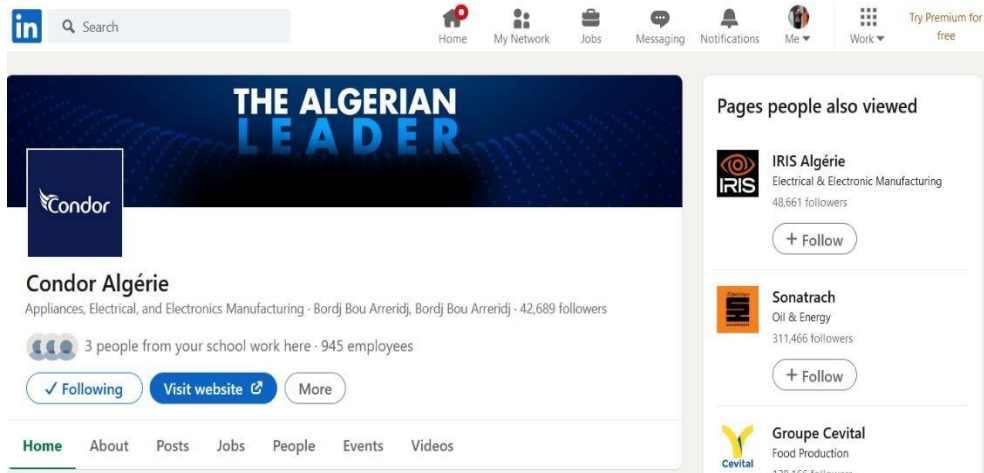 in
Search
Home
My Network
Jobs
Messaging
Notifications
Me
Work
Try Premium for
free
THE ALGERIAN
LEADER
Condor
Condor Algérie
Appliances, Electrical, and Electronics Manufacturing · Bordj Bou Arreridj, Bordj Bou Arreridj · 42,689 followers
3 people from your school work here · 945 employees
✓ Following
Visit website
More
Home
About
Posts
Jobs
People
Events
Videos
Pages people also viewed
IRIS
IRIS Algérie
Electrical & Electronic Manufacturing
48,661 followers
+ Follow
Sonatrach
Oil & Energy
311,466 followers
+ Follow
Cevital
Groupe Cevital
Food Production